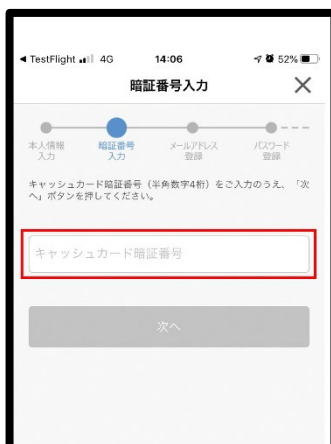 TestFlight 4G 14:06 52%
暗証番号入力
本人情報 暗証番号 メールアドレス パスワード
入力 入力 登録 登録
キャッシュカード暗証番号（半角数字4桁）をご入力のうえ、「次
へ」ボタンを押してください。
キャッシュカード暗証番号
次へ